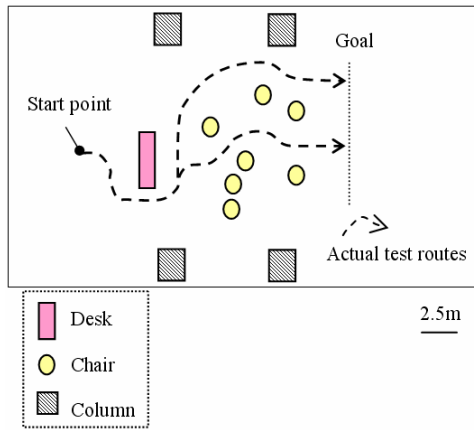 Goal
Start point
Actual test routes
Desk
2.5m
Chair
Column